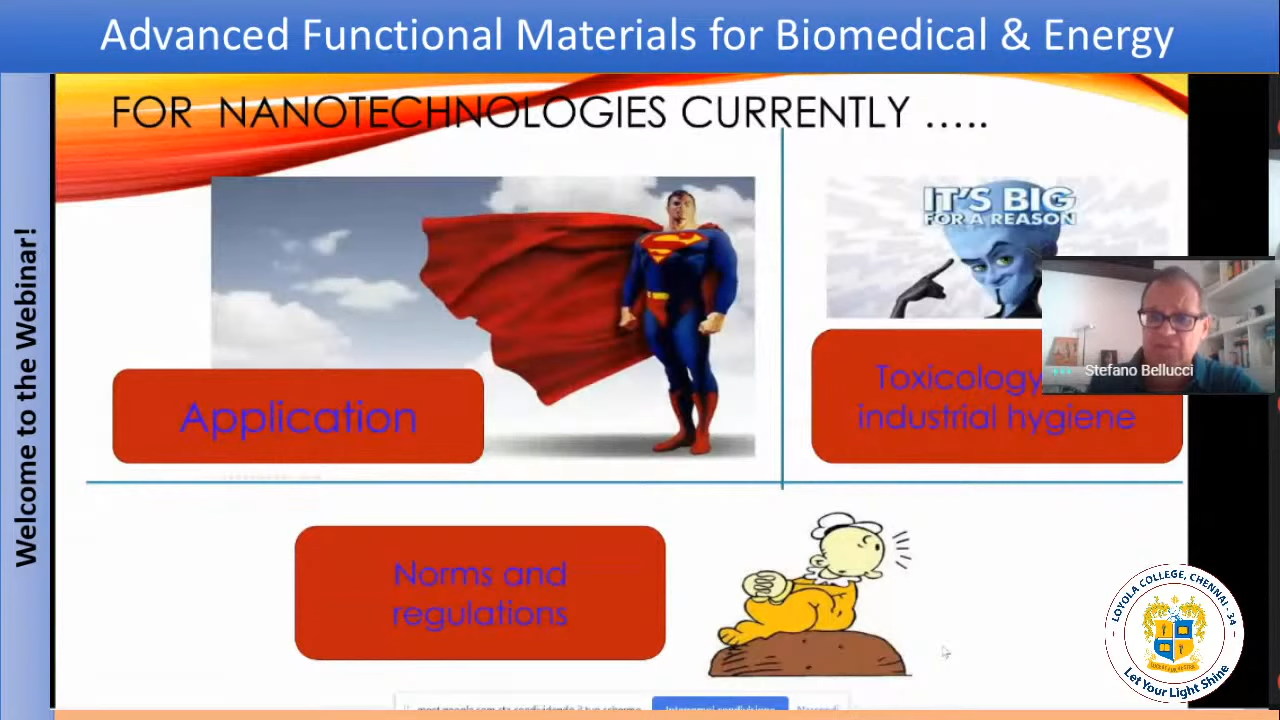 Advanced Functional Materials for Biomedical & Energy
Welcome to the Webinar!
FOR NANOTECHNOLOGIES CURRENTLY .....
IT'S BIG
FOR A REASON
Application
Toxicology
industrial hygiene
Stefano Bellucci
Norms and
regulations
LOYOLA COLLEGE, CHENNAI - 34
Let Your Light Shine